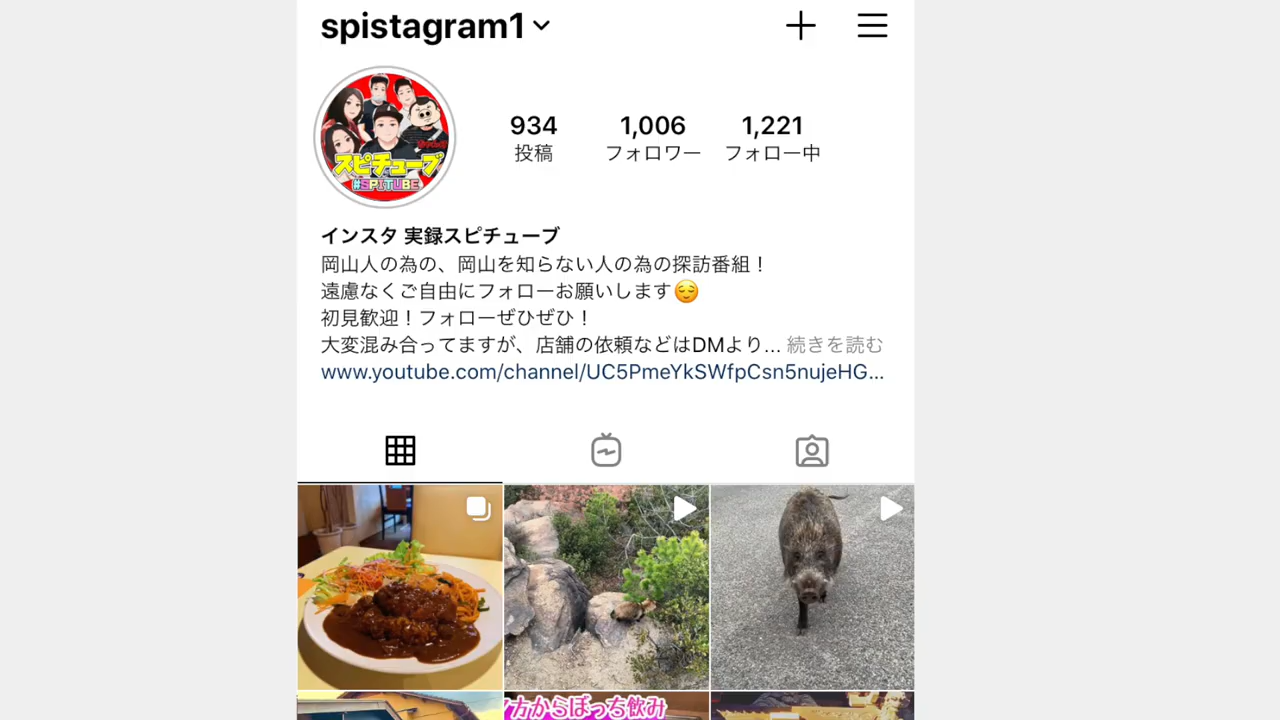 spistagram1
934
投稿
1,006
フォロワー
1,221
フォロー中
スピチューブ
#SPITUBE
インスタ 実録スピチューブ
岡山人の為の、岡山を知らない人の為の探訪番組！
遠慮なくご自由にフォローお願いします😌
初見歓迎！フォローぜひぜひ！
大変混み合ってますが、店舗の依頼などはDMより... 続きを読む
www.youtube.com/channel/UC5PmeYkSWfpCsn5nujeHG...
夕方からぼっち飲み